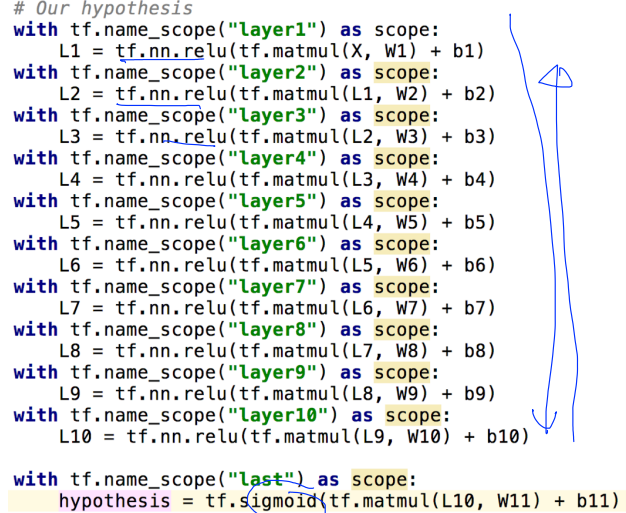 # Our hypothesis
with tf.name_scope("layer1") as scope:
    L1 = tf.nn.relu(tf.matmul(X, W1) + b1)
with tf.name_scope("layer2") as scope:
    L2 = tf.nn.relu(tf.matmul(L1, W2) + b2)
with tf.name_scope("layer3") as scope:
    L3 = tf.nn.relu(tf.matmul(L2, W3) + b3)
with tf.name_scope("layer4") as scope:
    L4 = tf.nn.relu(tf.matmul(L3, W4) + b4)
with tf.name_scope("layer5") as scope:
    L5 = tf.nn.relu(tf.matmul(L4, W5) + b5)
with tf.name_scope("layer6") as scope:
    L6 = tf.nn.relu(tf.matmul(L5, W6) + b6)
with tf.name_scope("layer7") as scope:
    L7 = tf.nn.relu(tf.matmul(L6, W7) + b7)
with tf.name_scope("layer8") as scope:
    L8 = tf.nn.relu(tf.matmul(L7, W8) + b8)
with tf.name_scope("layer9") as scope:
    L9 = tf.nn.relu(tf.matmul(L8, W9) + b9)
with tf.name_scope("layer10") as scope:
    L10 = tf.nn.relu(tf.matmul(L9, W10) + b10)
with tf.name_scope("last") as scope:
    hypothesis = tf.sigmoid(tf.matmul(L10, W11) + b11)